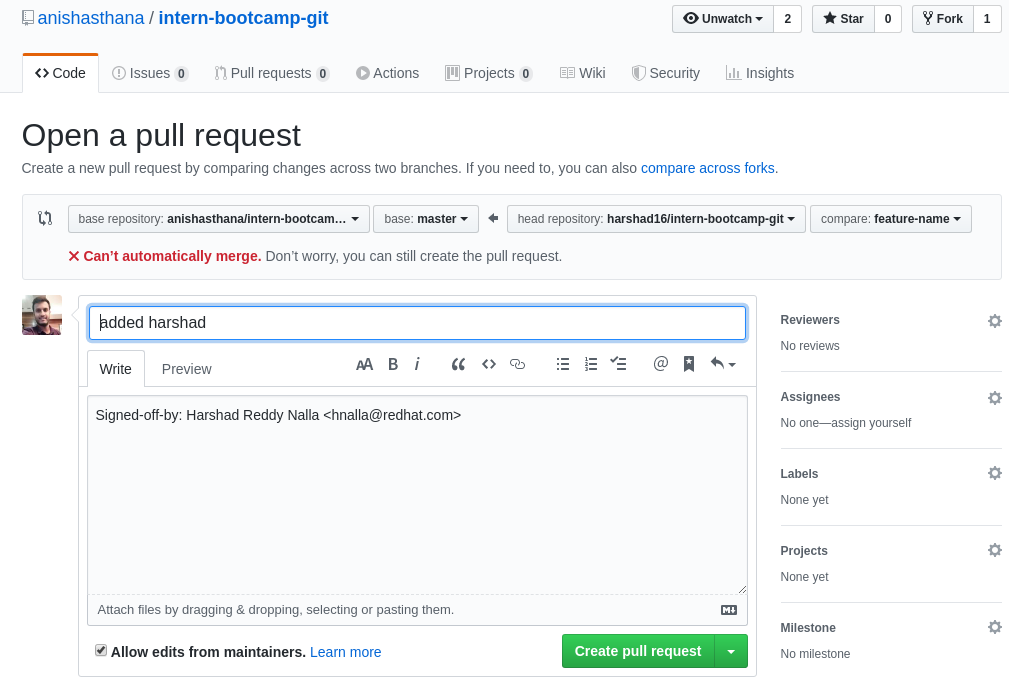 anishasthana / intern-bootcamp-git
Unwatch 2 Star 0 Fork 1
Code Issues 0 Pull requests 0 Actions Projects 0 Wiki Security Insights
Open a pull request
Create a new pull request by comparing changes across two branches. If you need to, you can also compare across forks.
base repository: anishasthana/intern-bootcam… base: master head repository: harshad16/intern-bootcamp-git compare: feature-name
Can’t automatically merge. Don’t worry, you can still create the pull request.
added harshad
Write Preview
AA B i “ <> @
Signed-off-by: Harshad Reddy Nalla <hnalla@redhat.com>
Attach files by dragging & dropping, selecting or pasting them.
Allow edits from maintainers. Learn more
Create pull request
Reviewers
No reviews
Assignees
No one—assign yourself
Labels
None yet
Projects
None yet
Milestone
No milestone